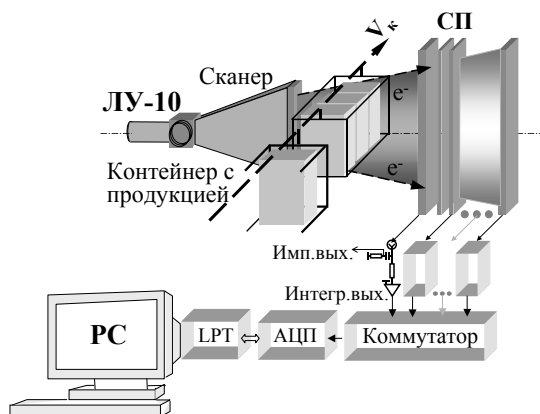 СП
V к
Сканер
ЛУ-10
e-
e-
Контейнер с
продукцией
Имп.вых.
Интегр.вых.
PC
LPT
АЦП
Коммутатор